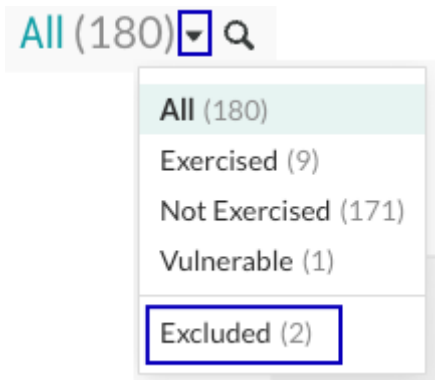 All (180)
All (180)
Exercised (9)
Not Exercised (171)
Vulnerable (1)
Excluded (2)